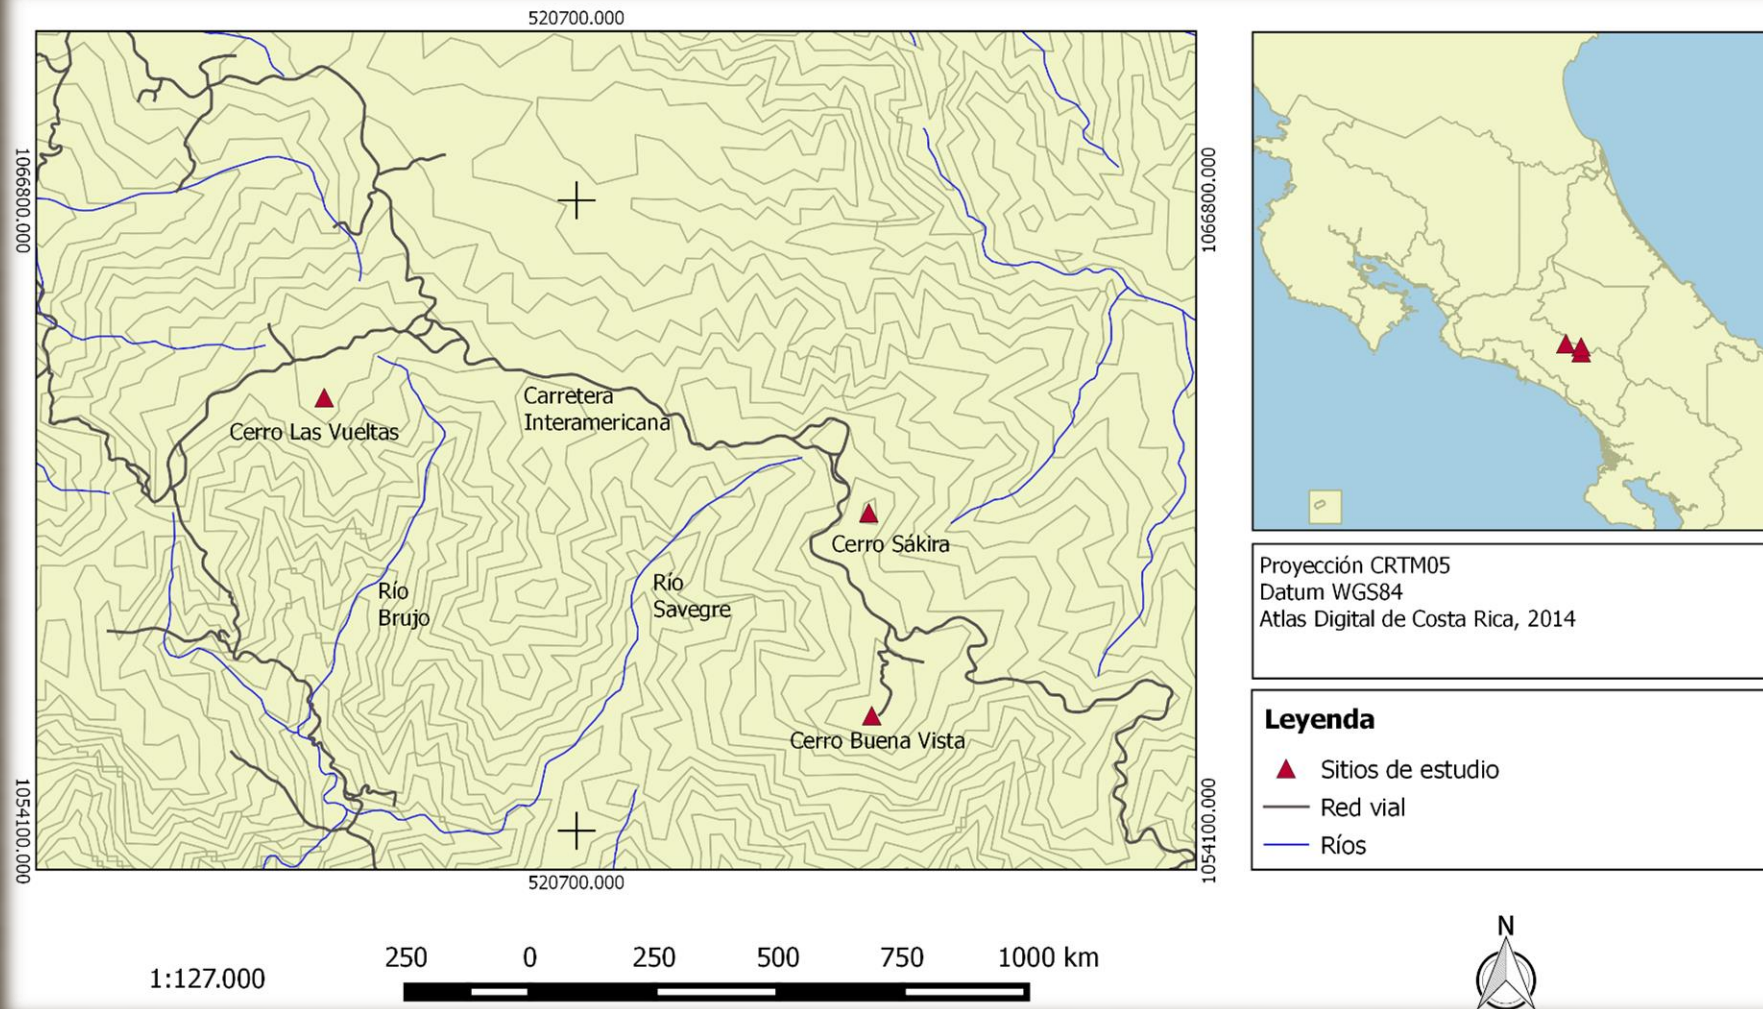 520700.000
1066800.000
1066800.000
Carretera
Interamericana
Cerro Las Vueltas
Cerro Sákira
Río
Brujo
Río
Savegre
Cerro Buena Vista
1054100.000
1054100.000
520700.000
Proyección CRTM05
Datum WGS84
Atlas Digital de Costa Rica, 2014
Leyenda
Sitios de estudio
Red vial
Ríos
N
1:127.000
250 0 250 500 750 1000 km